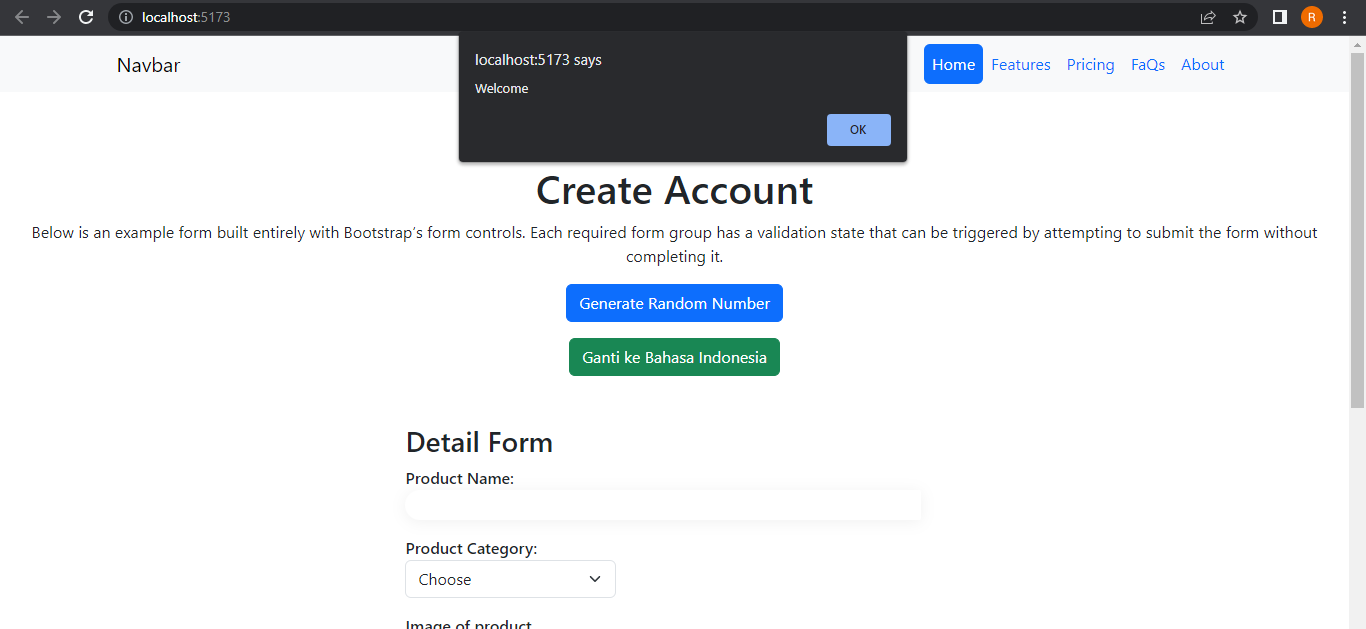 localhost:5173
R
Navbar
Home Features Pricing FaQs About
localhost:5173 says
Welcome
OK
Create Account
Below is an example form built entirely with Bootstrap's form controls. Each required form group has a validation state that can be triggered by attempting to submit the form without
completing it.
Generate Random Number
Ganti ke Bahasa Indonesia
Detail Form
Product Name:
Product Category:
Choose
Image of product